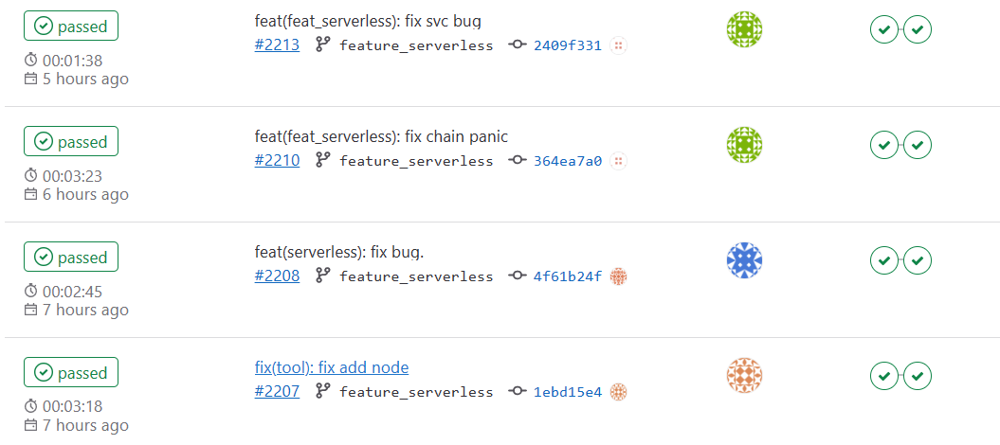 passed
feat(feat_serverless): fix svc bug
#2213 feature_serverless 2409f331
00:01:38
5 hours ago
passed
feat(feat_serverless): fix chain panic
#2210 feature_serverless 364ea7a0
00:03:23
6 hours ago
passed
feat(serverless): fix bug.
#2208 feature_serverless 4f61b24f
00:02:45
7 hours ago
passed
fix(tool): fix add node
#2207 feature_serverless 1ebd15e4
00:03:18
7 hours ago